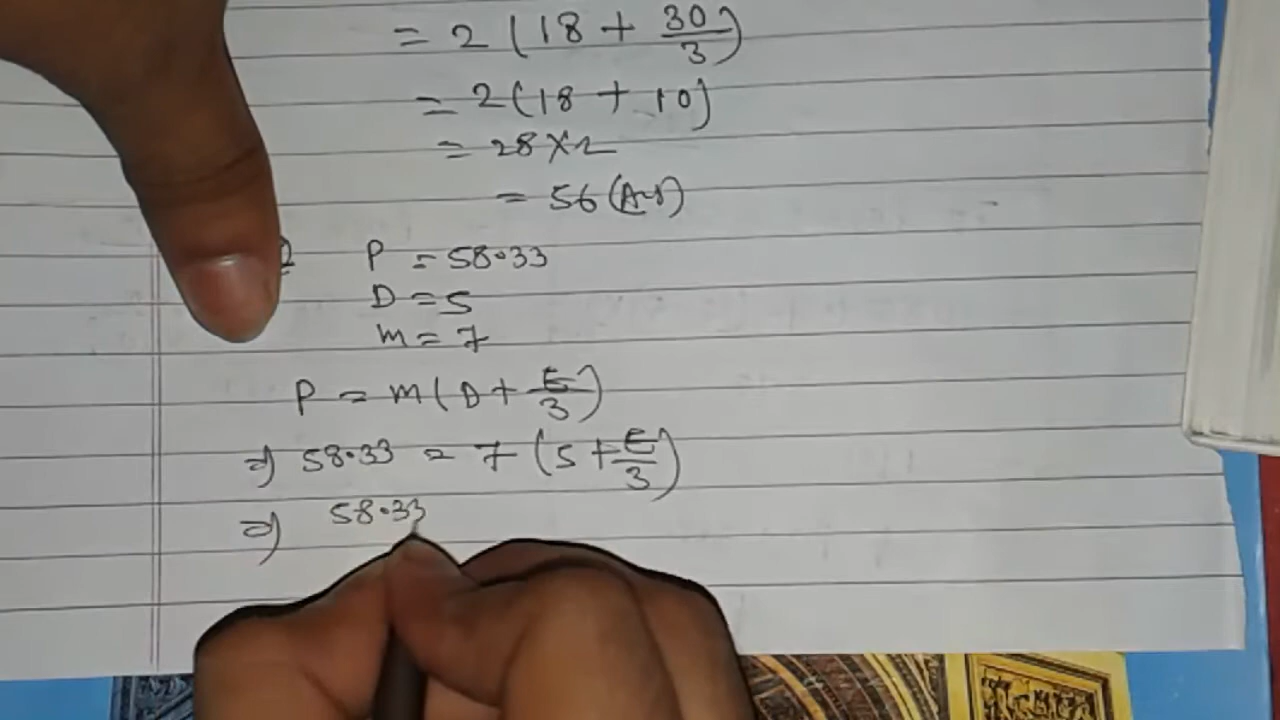 = 2 (18 + 30/3)
= 2(18 + 10)
= 28×2
= 56 (Ans)
2 P = 58.33
D = 5
m = 7
P = m(D + E/3)
⇒) 58.33 = 7 (5 + E/3)
⇒) 58.33